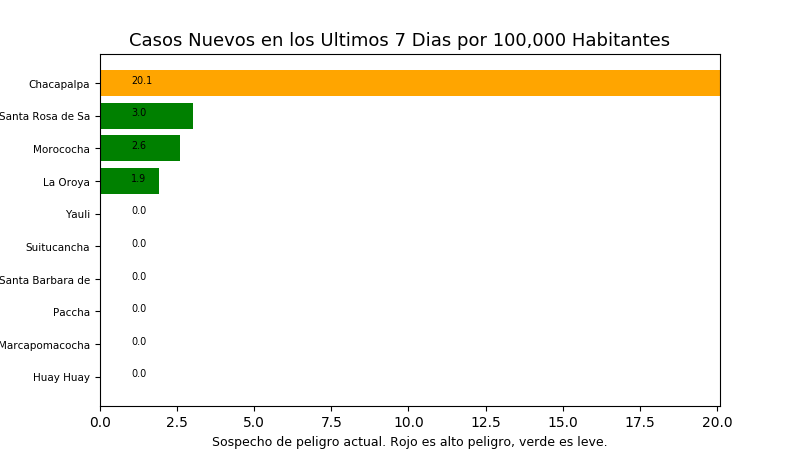 Casos Nuevos en los Ultimos 7 Dias por 100,000 Habitantes
Chacapalpa 20.1
Santa Rosa de Sa 3.0
Morococha 2.6
La Oroya 1.9
Yauli 0.0
Suitucancha 0.0
Santa Barbara de 0.0
Paccha 0.0
Marcapomacocha 0.0
Huay Huay 0.0
0.0 2.5 5.0 7.5 10.0 12.5 15.0 17.5 20.0
Sospecho de peligro actual. Rojo es alto peligro, verde es leve.